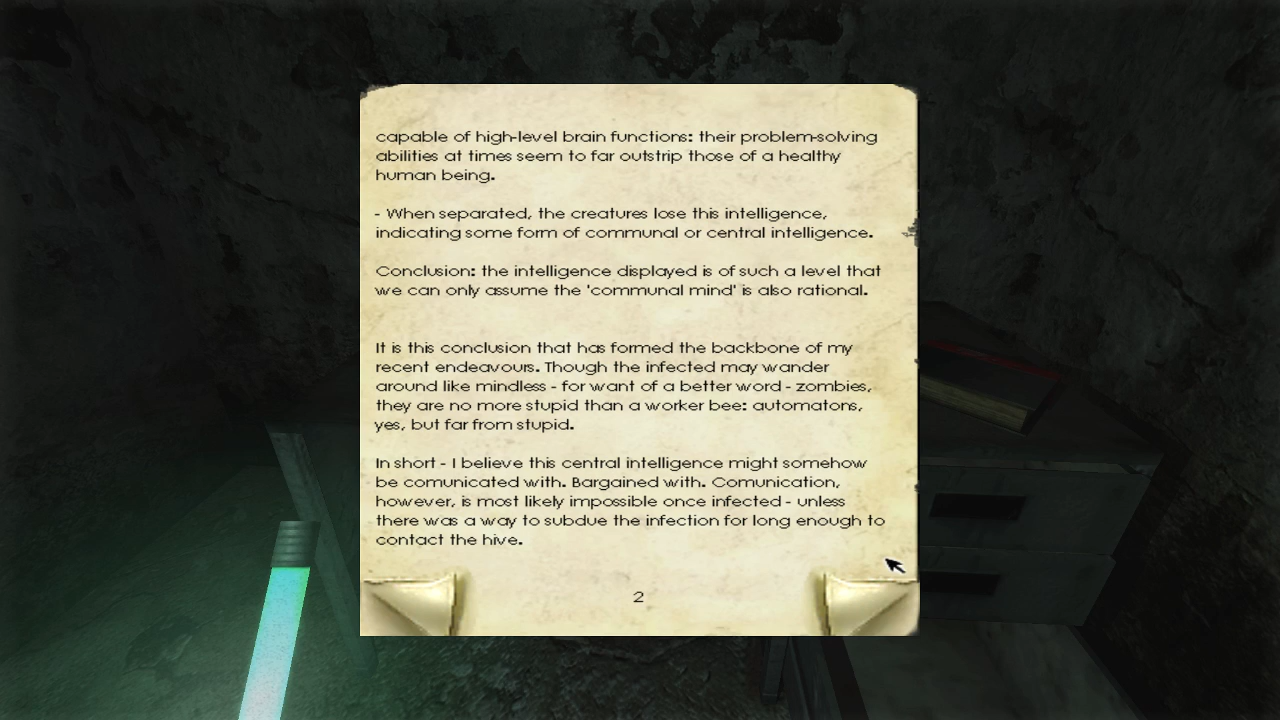 capable of high-level brain functions: their problem-solving
abilities at times seem to far outstrip those of a healthy
human being.
- When separated, the creatures lose this intelligence,
indicating some form of communal or central intelligence.
Conclusion: the intelligence displayed is of such a level that
we can only assume the 'communal mind' is also rational.
It is this conclusion that has formed the backbone of my
recent endeavours. Though the infected may wander
around like mindless - for want of a better word - zombies,
they are no more stupid than a worker bee: automatons,
yes, but far from stupid.
In short - I believe this central intelligence might somehow
be comunicated with. Bargained with. Comunication,
however, is most likely impossible once infected - unless
there was a way to subdue the infection for long enough to
contact the hive.
2